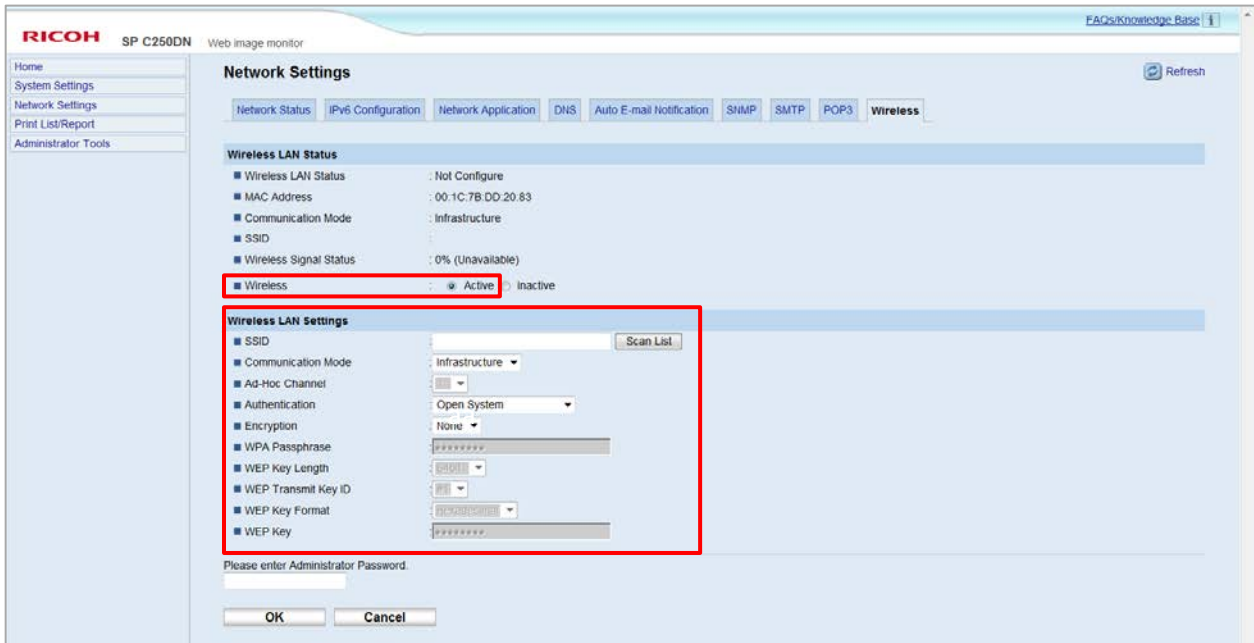 FAQs/Knowledge Base
RICOH SP C250DN Web image monitor
Home
System Settings
Network Settings
Print List/Report
Administrator Tools
Network Settings
Refresh
Network Status IPv6 Configuration Network Application DNS Auto E-mail Notification SNMP SMTP POP3 Wireless
Wireless LAN Status
Wireless LAN Status : Not Configure
MAC Address : 00:1C:7B:DD:20:83
Communication Mode : Infrastructure
SSID :
Wireless Signal Status : 0% (Unavailable)
Wireless : Active Inactive
Wireless LAN Settings
SSID : Scan List
Communication Mode : Infrastructure
Ad-Hoc Channel :
Authentication : Open System
Encryption : None
WPA Passphrase :
WEP Key Length :
WEP Transmit Key ID :
WEP Key Format :
WEP Key :
Please enter Administrator Password.
OK Cancel